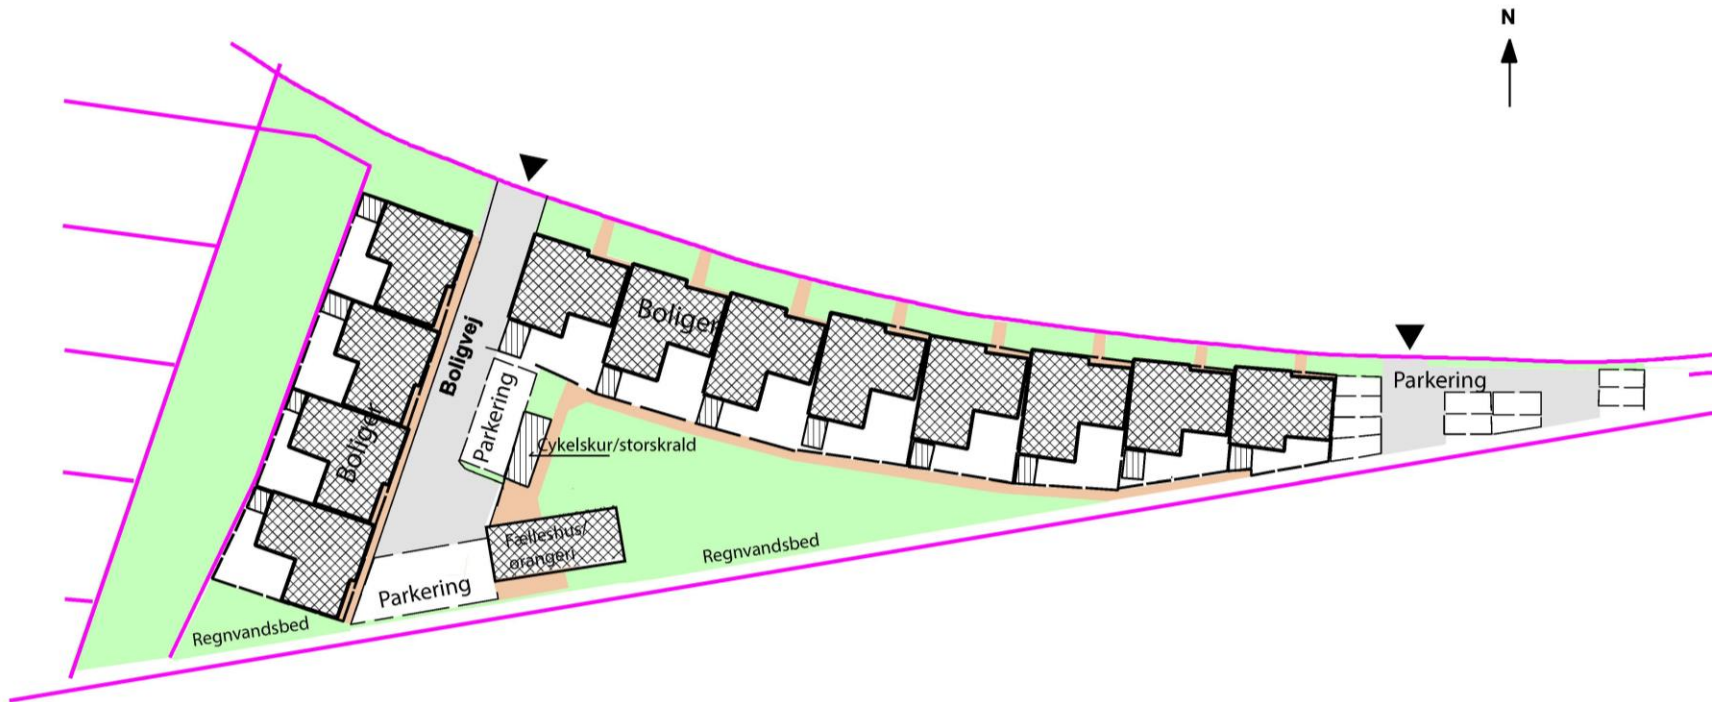 N
Boliger
Boligvej
Parkering
Parkering
Cykelskur/storskrald
Boliger
Fælleshus/
orangeri
Regnvandsbed
Parkering
Regnvandsbed